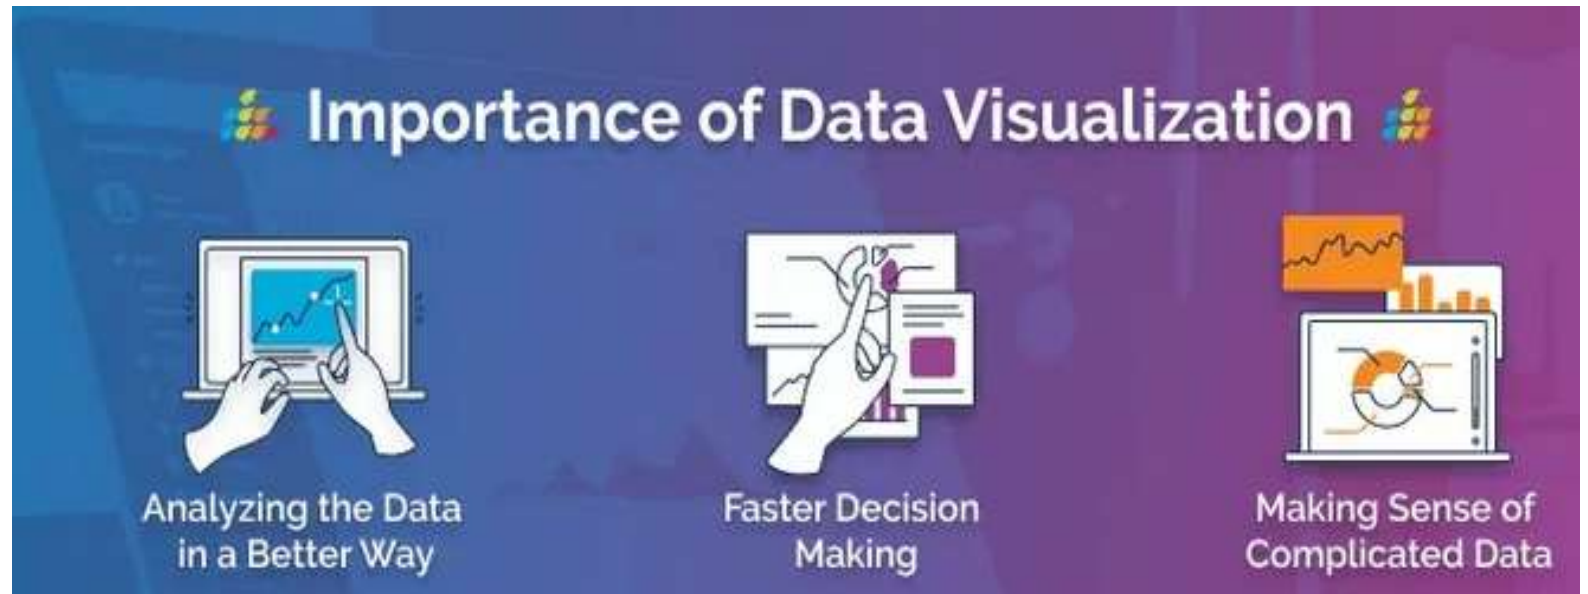 Importance of Data Visualization
Analyzing the Data
in a Better Way
Faster Decision
Making
Making Sense of
Complicated Data